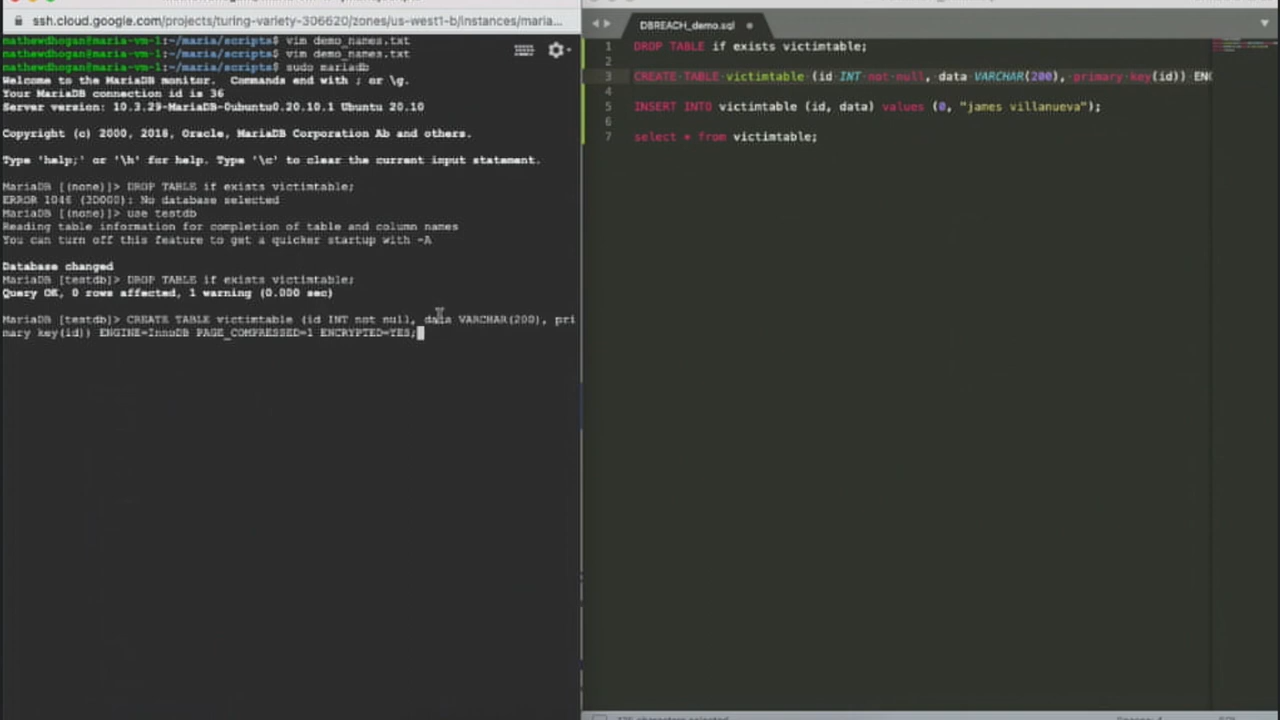 ssh.cloud.google.com/projects/turing-variety-306620/zones/us-west1-b/instances/maria...
mathewdhogan@maria-vm-1:~/maria/scripts$ vim demo_names.txt
mathewdhogan@maria-vm-1:~/maria/scripts$ vim demo_names.txt
mathewdhogan@maria-vm-1:~/maria/scripts$ sudo mariadb
Welcome to the MariaDB monitor.  Commands end with ; or \g.
Your MariaDB connection id is 36
Server version: 10.3.29-MariaDB-0ubuntu0.20.10.1 Ubuntu 20.10
Copyright (c) 2000, 2018, Oracle, MariaDB Corporation Ab and others.
Type 'help;' or '\h' for help. Type '\c' to clear the current input statement.
MariaDB [(none)]> DROP TABLE if exists victimtable;
ERROR 1046 (3D000): No database selected
MariaDB [(none)]> use testdb
Reading table information for completion of table and column names
You can turn off this feature to get a quicker startup with -A
Database changed
MariaDB [testdb]> DROP TABLE if exists victimtable;
Query OK, 0 rows affected, 1 warning (0.000 sec)
MariaDB [testdb]> CREATE TABLE victimtable (id INT not null, data VARCHAR(200), pri
mary key(id)) ENGINE=InnoDB PAGE_COMPRESSED=1 ENCRYPTED=YES;
DBREACH_demo.sql
1 DROP TABLE if exists victimtable;
2
3 CREATE TABLE victimtable (id INT not null, data VARCHAR(200), primary key(id)) ENG
4
5 INSERT INTO victimtable (id, data) values (0, "james villanueva");
6
7 select * from victimtable;